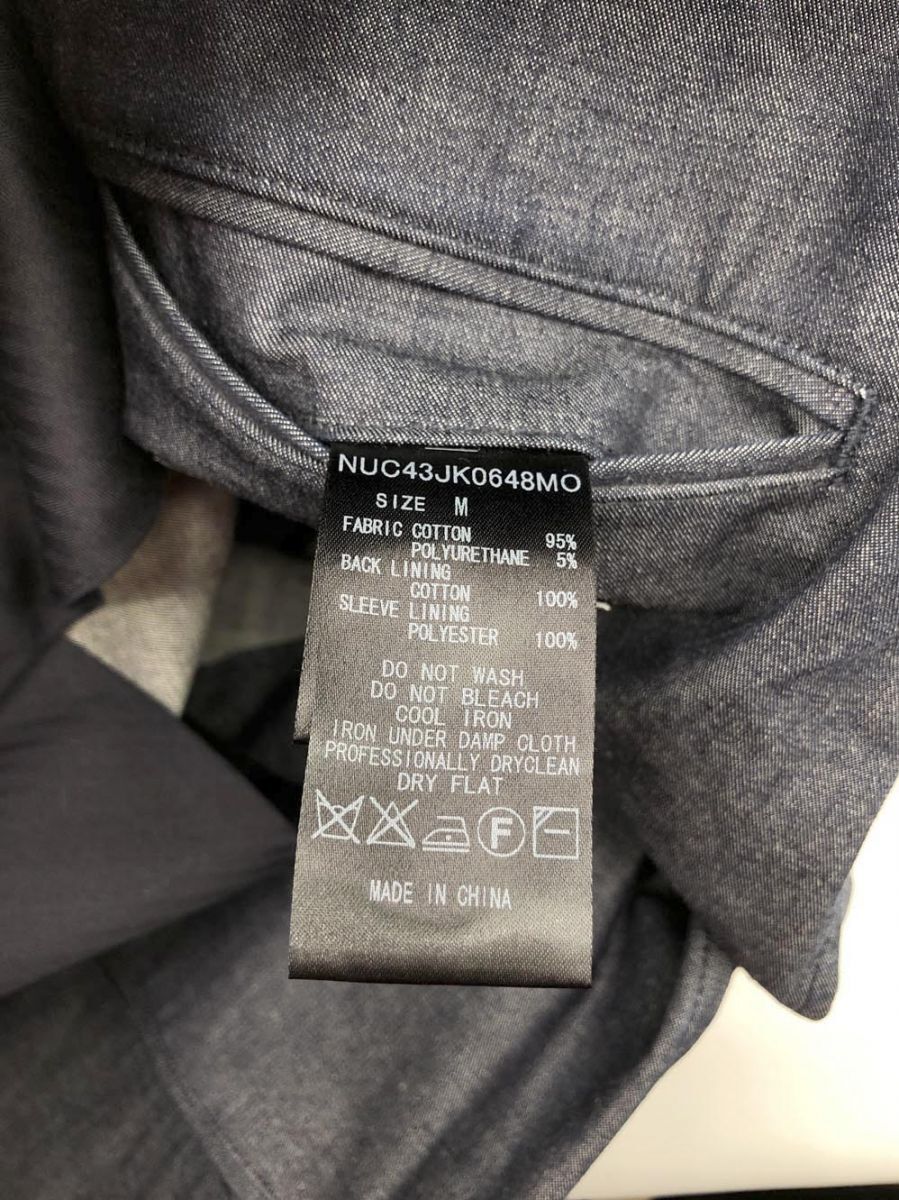 NUC43JK0648MO
SIZE M
FABRIC COTTON 95%
POLYURETHANE 5%
BACK LINING
COTTON 100%
SLEEVE LINING
POLYESTER 100%
DO NOT WASH
DO NOT BLEACH
COOL IRON
IRON UNDER DAMP CLOTH
PROFESSIONALLY DRYCLEAN
DRY FLAT
F
MADE IN CHINA